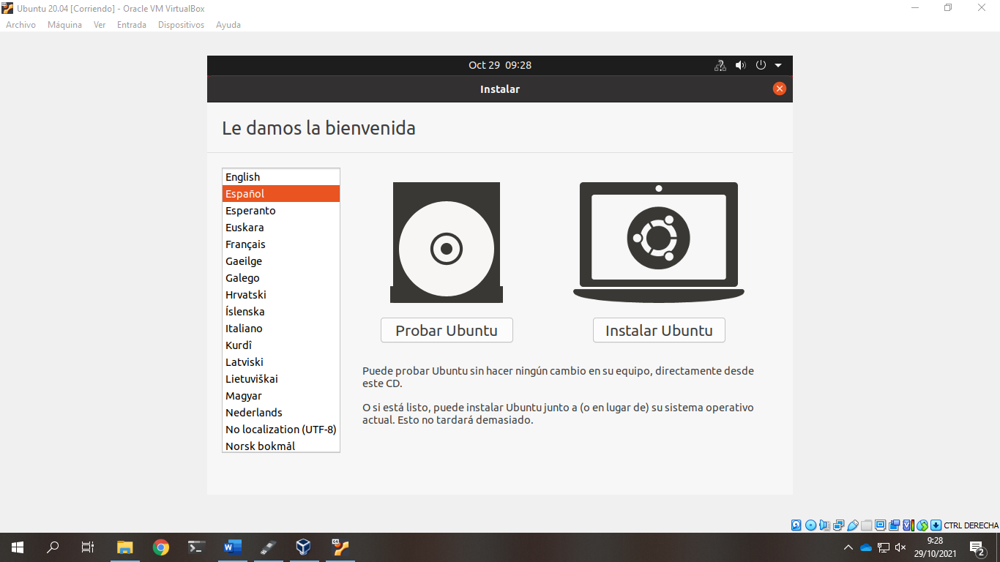 Ubuntu 20.04 [Corriendo] - Oracle VM VirtualBox
Archivo Máquina Ver Entrada Dispositivos Ayuda
Oct 29 09:28
Instalar
Le damos la bienvenida
English
Español
Esperanto
Euskara
Français
Gaeilge
Galego
Hrvatski
Íslenska
Italiano
Kurdî
Latviski
Lietuviškai
Magyar
Nederlands
No localization (UTF-8)
Norsk bokmål
Probar Ubuntu
Instalar Ubuntu
Puede probar Ubuntu sin hacer ningún cambio en su equipo, directamente desde
este CD.
O si está listo, puede instalar Ubuntu junto a (o en lugar de) su sistema operativo
actual. Esto no tardará demasiado.
CTRL DERECHA
9:28
29/10/2021
2